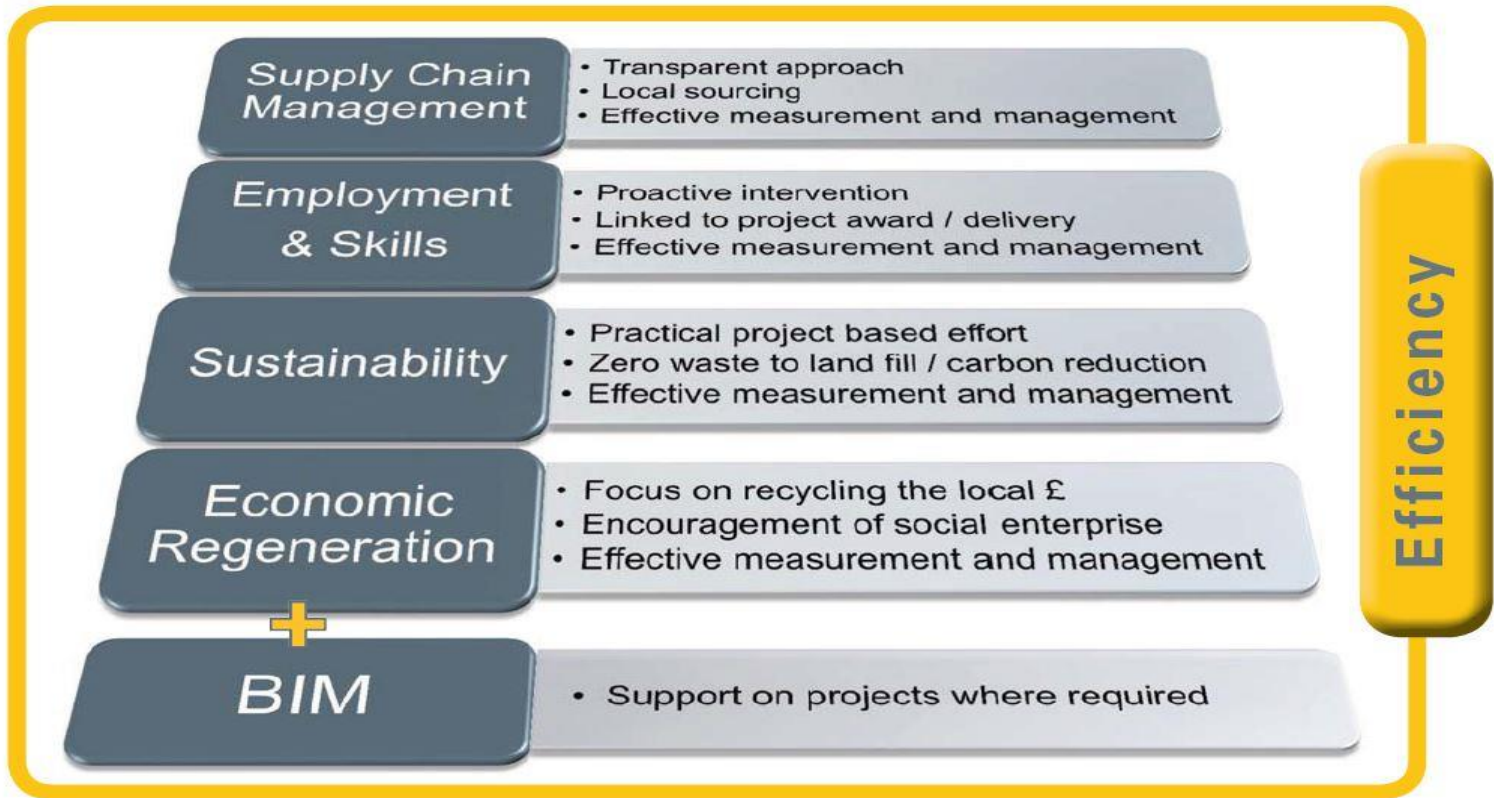 Supply Chain
Management
• Transparent approach
• Local sourcing
• Effective measurement and management
Employment
& Skills
• Proactive intervention
• Linked to project award / delivery
• Effective measurement and management
Sustainability
• Practical project based effort
• Zero waste to land fill / carbon reduction
• Effective measurement and management
Economic
Regeneration
• Focus on recycling the local £
• Encouragement of social enterprise
• Effective measurement and management
+
BIM
• Support on projects where required
Efficiency